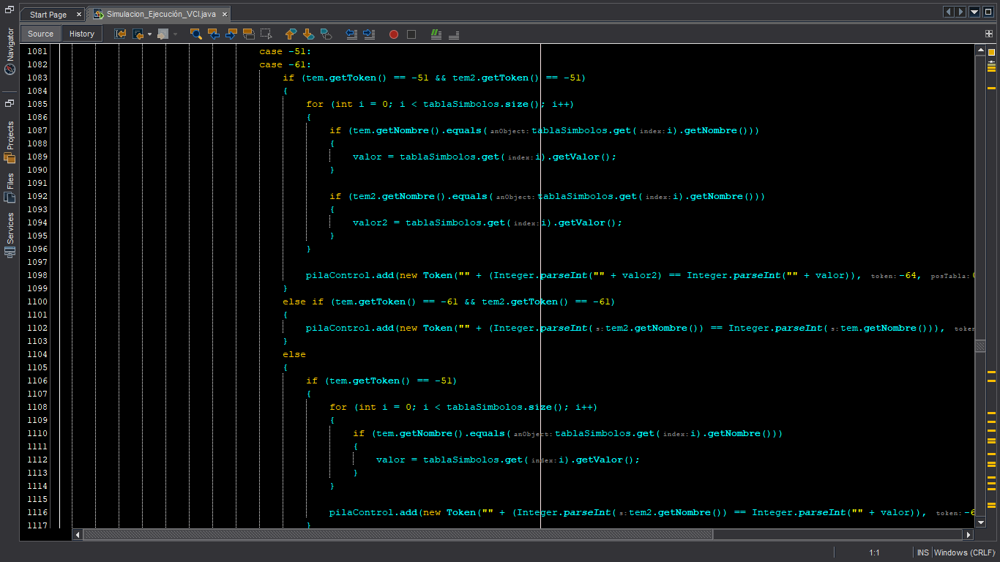 Start Page ×
Simulacion_Ejecución_VCI.java ×
Navigator
Projects
Files
Services
Source History
1081 case -51:
1082 case -61:
1083 if (tem.getToken() == -51 && tem2.getToken() == -51)
1084 {
1085 for (int i = 0; i < tablaSimbolos.size(); i++)
1086 {
1087 if (tem.getNombre().equals( anObject: tablaSimbolos.get( index: i).getNombre()))
1088 {
1089 valor = tablaSimbolos.get( index: i).getValor();
1090 }
1091
1092 if (tem2.getNombre().equals( anObject: tablaSimbolos.get( index: i).getNombre()))
1093 {
1094 valor2 = tablaSimbolos.get( index: i).getValor();
1095 }
1096 }
1097
1098 pilaControl.add(new Token("" + (Integer.parseInt("" + valor2) == Integer.parseInt("" + valor)), token: -64, posTabla:
1099 }
1100 else if (tem.getToken() == -61 && tem2.getToken() == -61)
1101 {
1102 pilaControl.add(new Token("" + (Integer.parseInt( s: tem2.getNombre()) == Integer.parseInt( s: tem.getNombre())), token
1103 }
1104 else
1105 {
1106 if (tem.getToken() == -51)
1107 {
1108 for (int i = 0; i < tablaSimbolos.size(); i++)
1109 {
1110 if (tem.getNombre().equals( anObject: tablaSimbolos.get( index: i).getNombre()))
1111 {
1112 valor = tablaSimbolos.get( index: i).getValor();
1113 }
1114 }
1115
1116 pilaControl.add(new Token("" + (Integer.parseInt( s: tem2.getNombre()) == Integer.parseInt("" + valor)), token: -6
1117 }
1:1 INS Windows (CRLF)